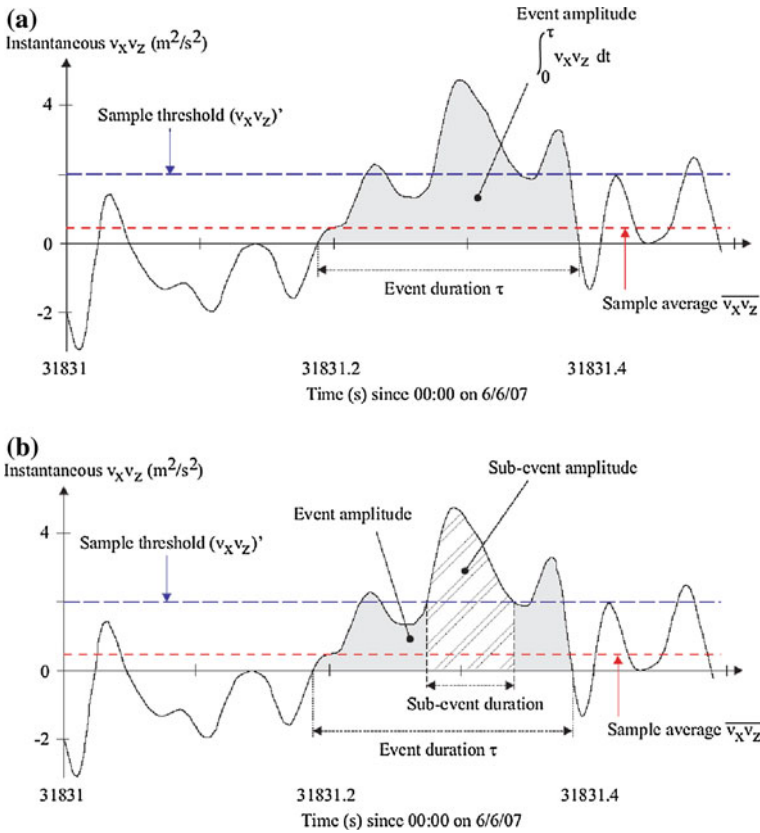 (a)
Instantaneous vxvz (m²/s²)
Event amplitude
∫₀^τ vxvz dt
4
Sample threshold (vxvz)'
0
Event duration τ
Sample average v̅x̅v̅z̅
-2
31831
31831.2
31831.4
Time (s) since 00:00 on 6/6/07
(b)
Instantaneous vxvz (m²/s²)
Sub-event amplitude
Event amplitude
4
Sample threshold (vxvz)'
0
Sub-event duration
Sample average v̅x̅v̅z̅
Event duration τ
-2
31831
31831.2
31831.4
Time (s) since 00:00 on 6/6/07